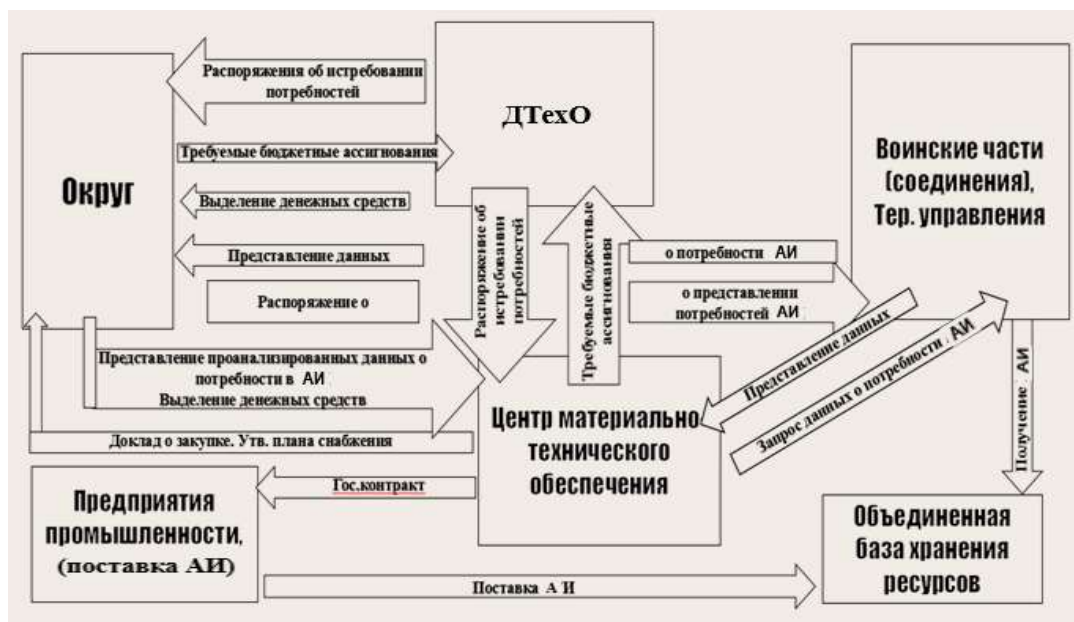 Распоряжения об истребовании
потребностей
ДТехО
Требуемые бюджетные ассигнования
Округ
Выделение денежных средств
Представление данных
Распоряжение о
Воинские части
(соединения),
Тер. управления
Распоряжение об
истребовании
потребностей
Требуемые бюджетные
ассигнования
о потребности АИ
о представлении
потребностей АИ
Представление данных
Запрос данных о потребности АИ
Получение АИ
Представление проанализированных данных о
потребности в АИ
Выделение денежных средств
Доклад о закупке. Утв. плана снабжения
Центр материально
технического
обеспечения
Гос.контракт
Предприятия
промышленности,
(поставка АИ)
Поставка А И
Объединенная
база хранения
ресурсов